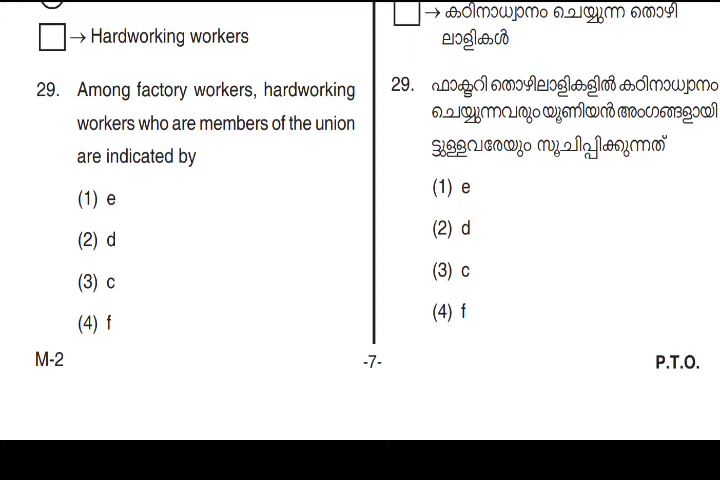 → Hardworking workers
29. Among factory workers, hardworking
workers who are members of the union
are indicated by
(1) e
(2) d
(3) c
(4) f
→ കഠിനാധ്വാനം ചെയ്യുന്ന തൊഴി
ലാളികൾ
29. ഫാക്ടറി തൊഴിലാളികളിൽ കഠിനാധ്വാനം
ചെയ്യുന്നവരും യൂണിയൻ അംഗങ്ങളായി
ട്ടുള്ളവരേയും സൂചിപ്പിക്കുന്നത്
(1) e
(2) d
(3) c
(4) f
M-2
-7-
P.T.O.